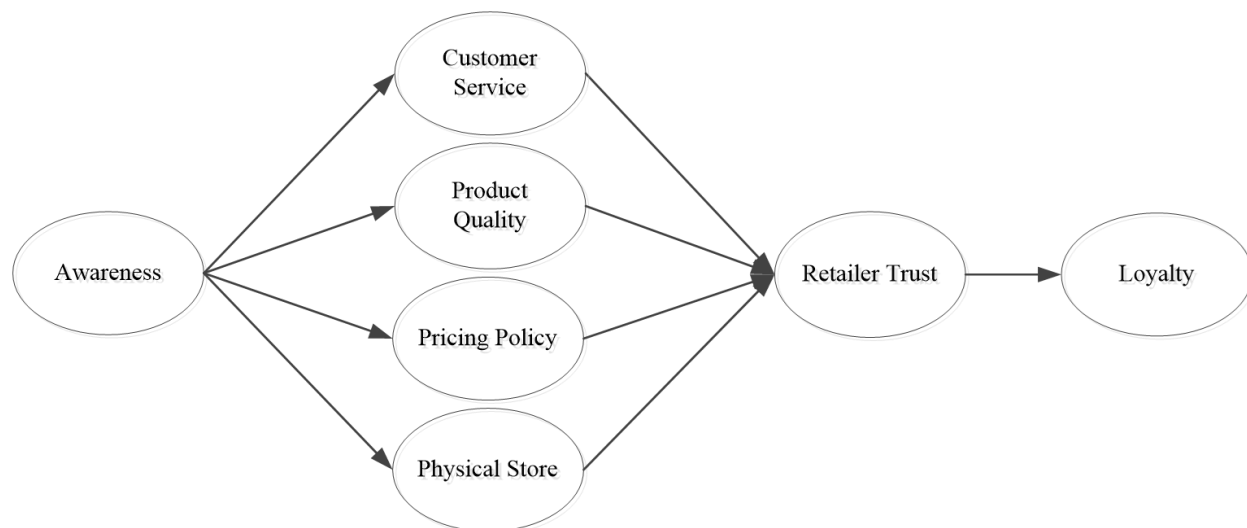 Customer
Service
Product
Quality
Awareness
Pricing Policy
Physical Store
Retailer Trust
Loyalty